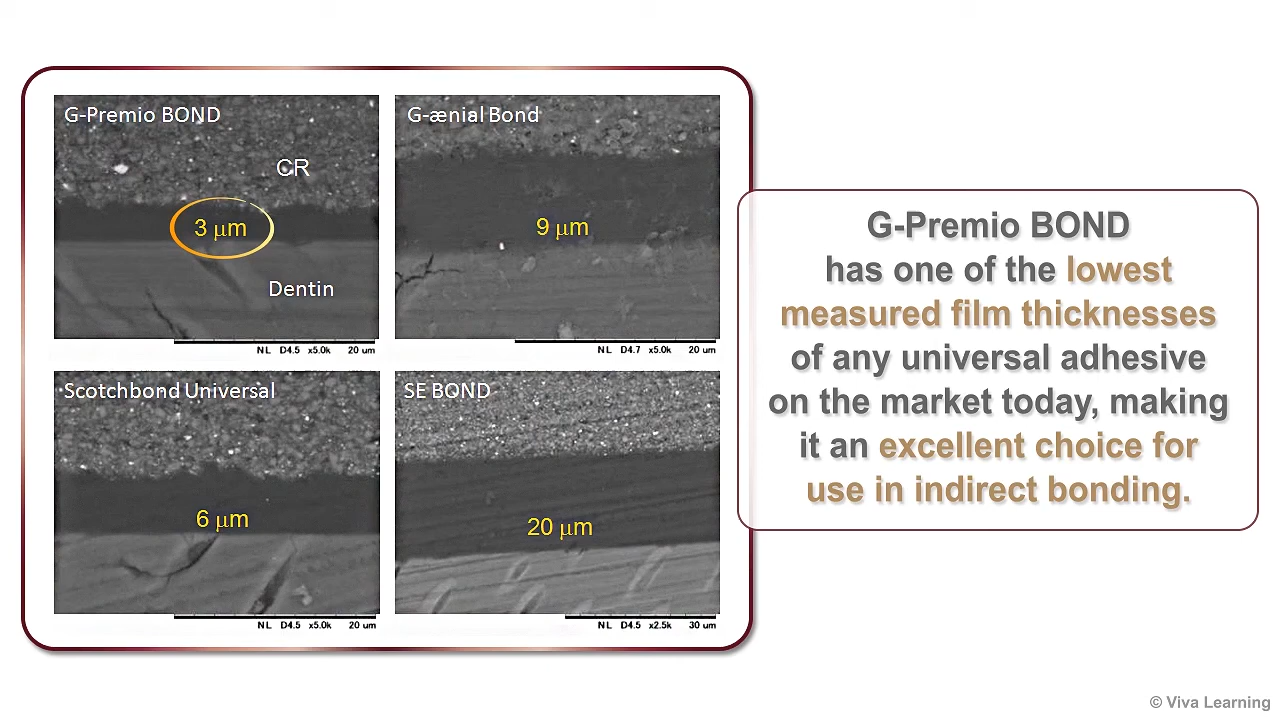 G-Premio BOND
CR
3 μm
Dentin
NL D4.5 x5.0k 20 um
G-ænial Bond
9 μm
NL D4.7 x5.0k 20 um
Scotchbond Universal
6 μm
NL D4.5 x5.0k 20 um
SE BOND
20 μm
NL D4.5 x2.5k 30 um
G-Premio BOND
has one of the lowest
measured film thicknesses
of any universal adhesive
on the market today, making
it an excellent choice for
use in indirect bonding.
© Viva Learning